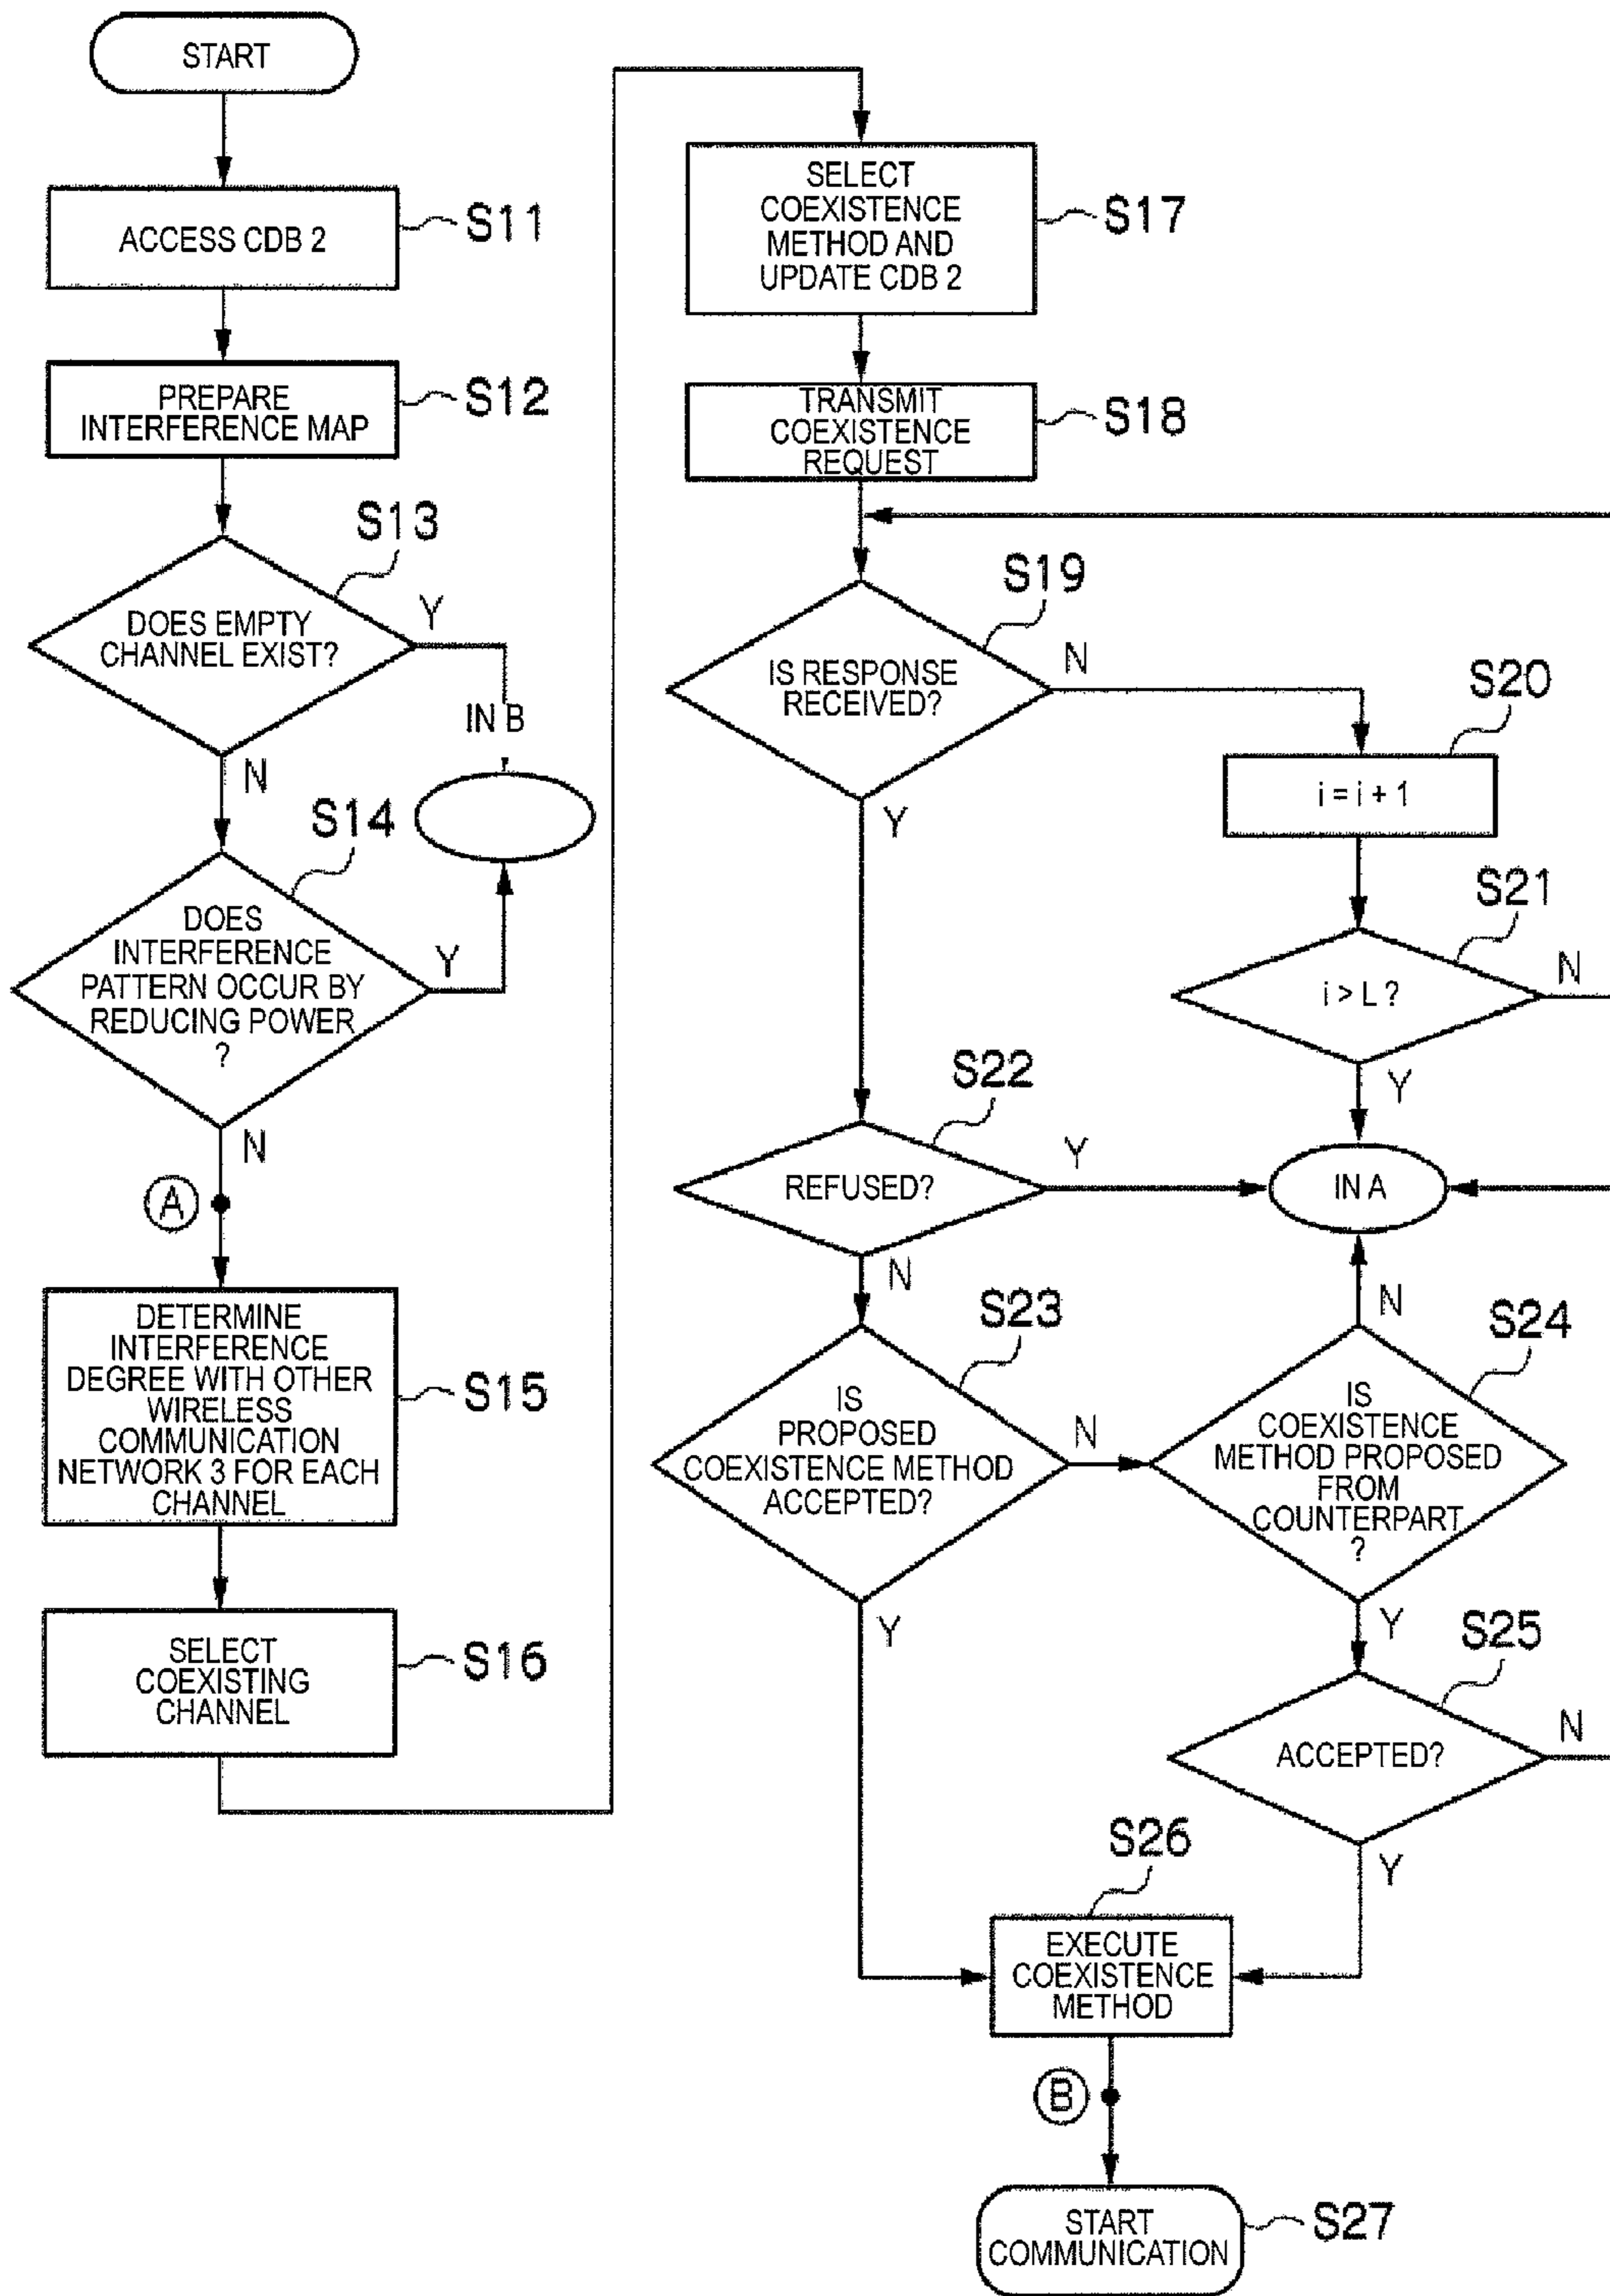 START
ACCESS CDB 2
S11
PREPARE
INTERFERENCE MAP
S12
S13
DOES EMPTY
CHANNEL EXIST?
Y
IN B
N
S14
DOES
INTERFERENCE
PATTERN OCCUR BY
REDUCING POWER
?
Y
N
A
DETERMINE
INTERFERENCE
DEGREE WITH OTHER
WIRELESS
COMMUNICATION
NETWORK 3 FOR EACH
CHANNEL
S15
SELECT
COEXISTING
CHANNEL
S16
SELECT
COEXISTENCE
METHOD AND
UPDATE CDB 2
S17
TRANSMIT
COEXISTENCE
REQUEST
S18
S19
IS RESPONSE
RECEIVED?
N
Y
S20
i = i + 1
S21
i > L ?
N
Y
S22
REFUSED?
Y
IN A
N
S23
IS
PROPOSED
COEXISTENCE METHOD
ACCEPTED?
N
Y
S24
N
IS
COEXISTENCE
METHOD PROPOSED
FROM
COUNTERPART
?
Y
S25
ACCEPTED?
N
Y
S26
EXECUTE
COEXISTENCE
METHOD
B
START
COMMUNICATION
S27